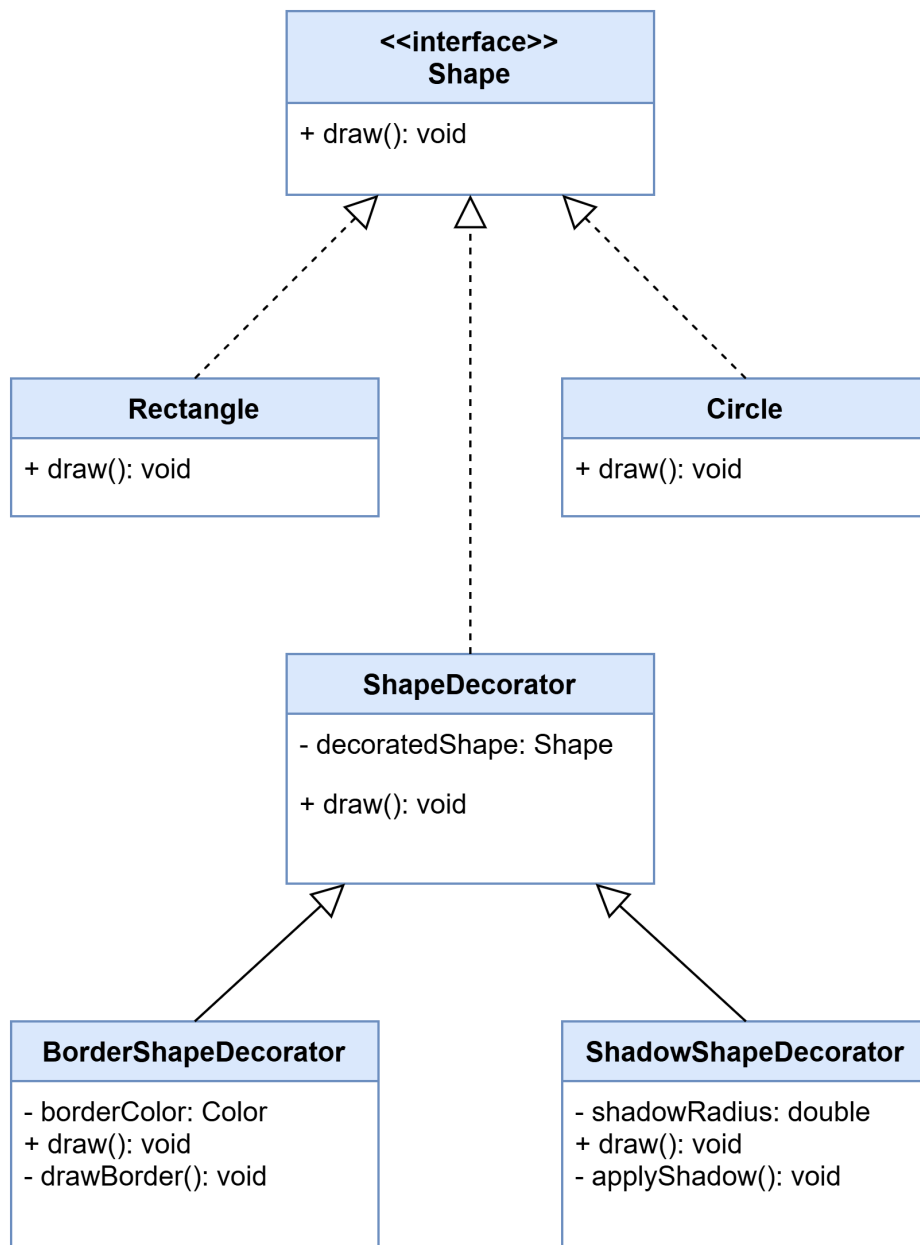 <<interface>>
Shape
+ draw(): void
Rectangle
+ draw(): void
Circle
+ draw(): void
ShapeDecorator
- decoratedShape: Shape
+ draw(): void
BorderShapeDecorator
- borderColor: Color
+ draw(): void
- drawBorder(): void
ShadowShapeDecorator
- shadowRadius: double
+ draw(): void
- applyShadow(): void